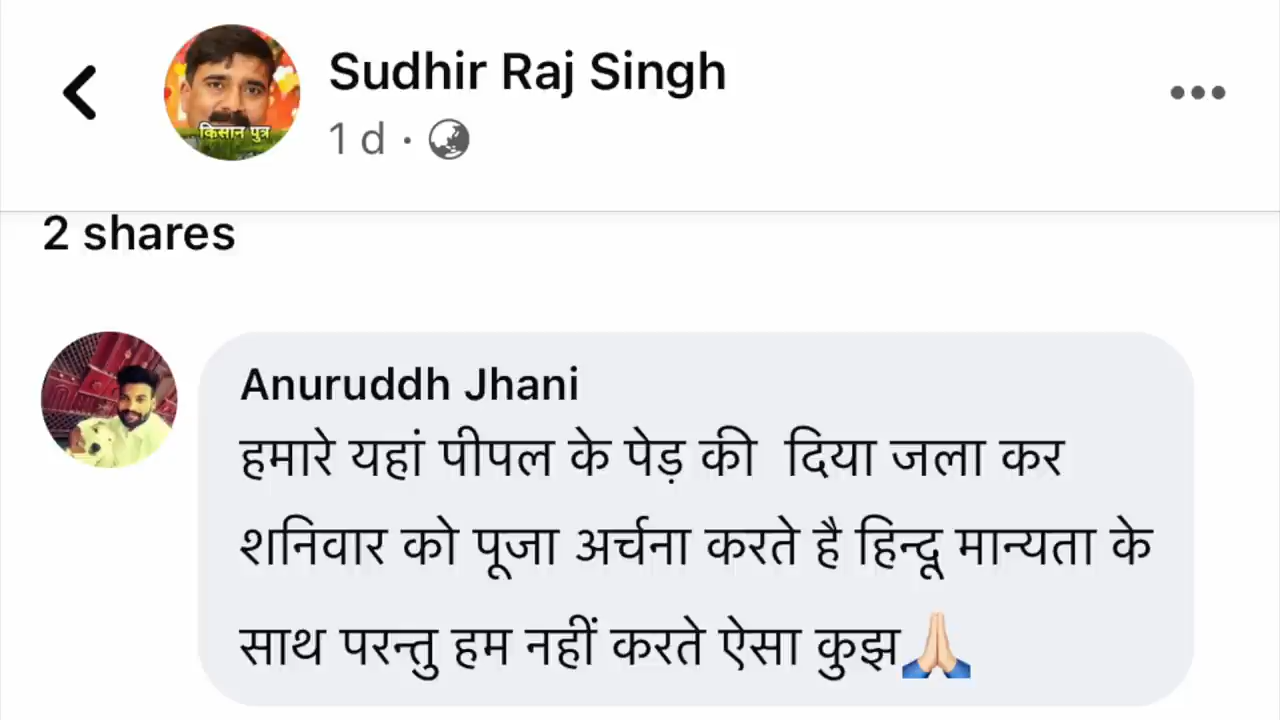 Sudhir Raj Singh
किसान पुत्र
1 d ·
2 shares
Anuruddh Jhani
हमारे यहां पीपल के पेड़ की दिया जला कर
शनिवार को पूजा अर्चना करते है हिन्दू मान्यता के
साथ परन्तु हम नहीं करते ऐसा कुझ🙏🏻